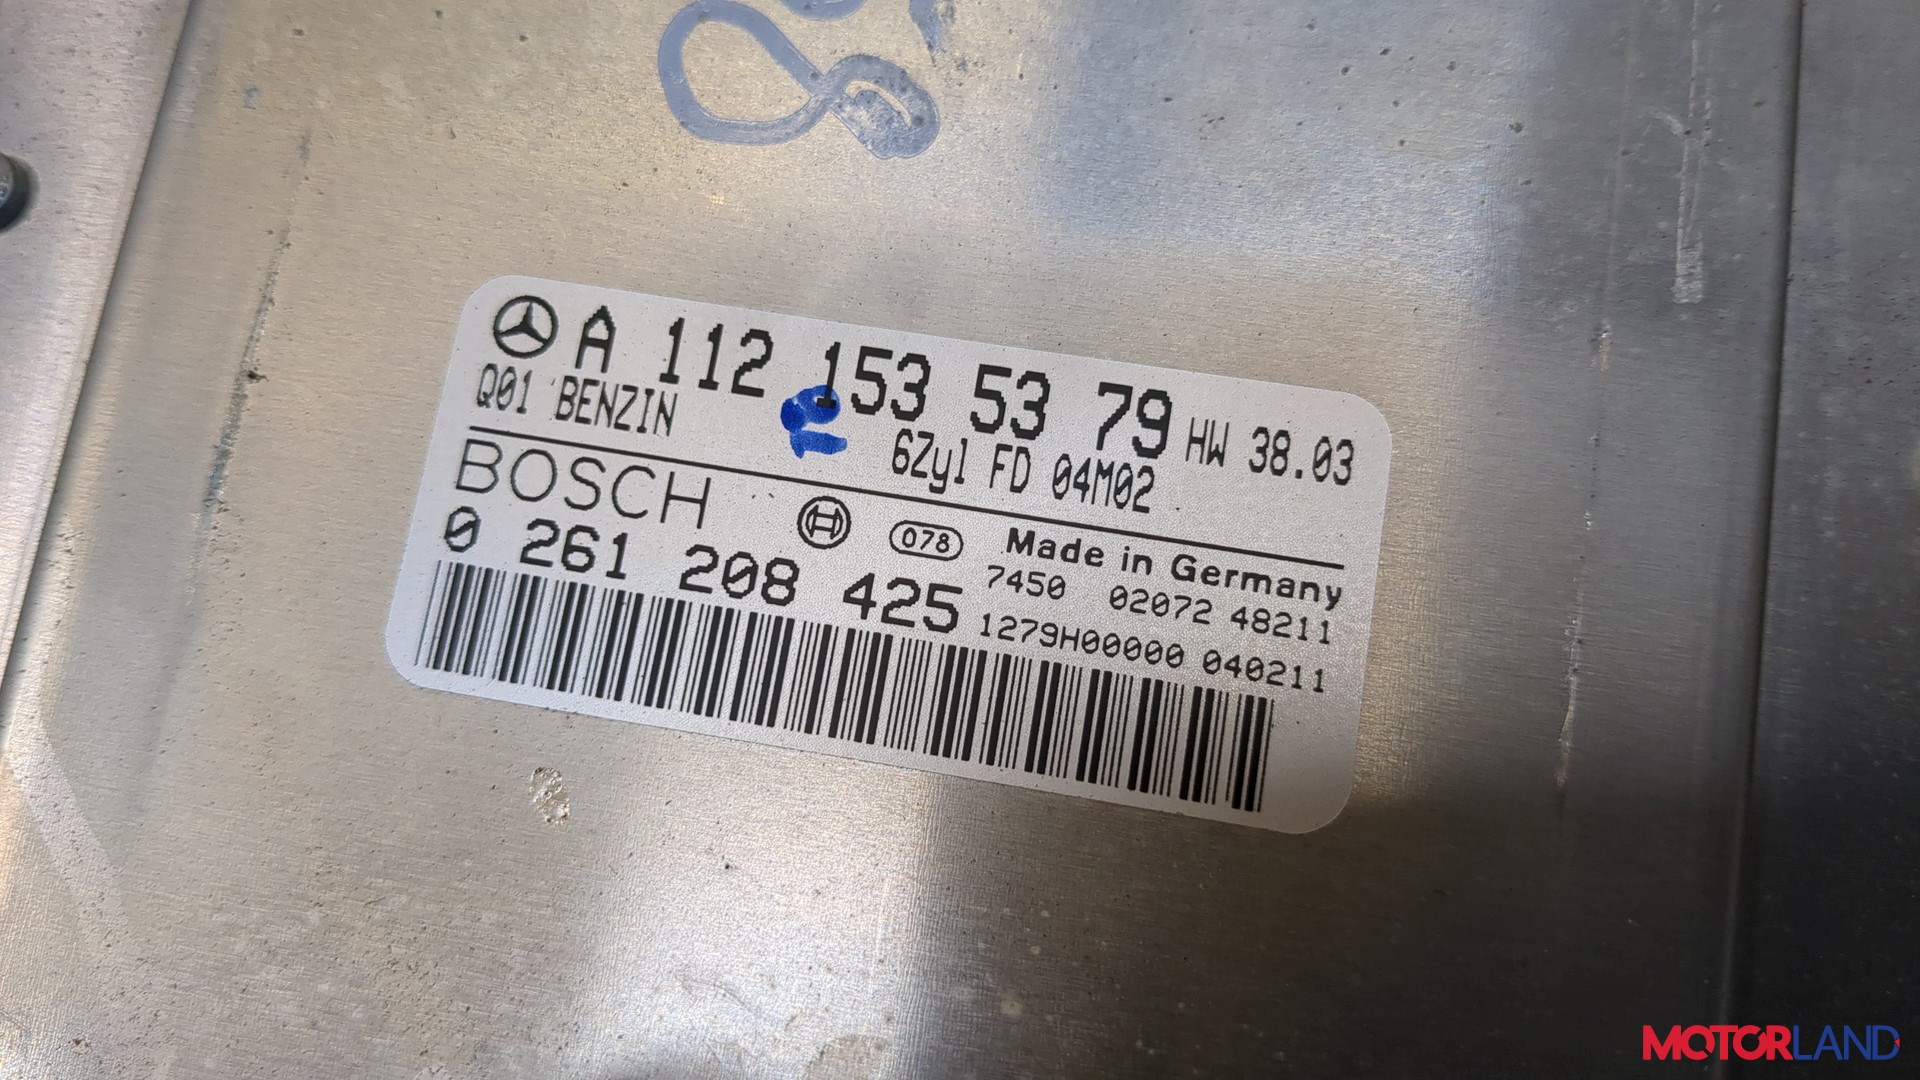 8
A 112 153 53 79 HW 38.03
Q01 BENZIN 6Zyl FD 04M02
BOSCH 078 Made in Germany
0 261 208 425 7450 02072 48211
1279H00000 040211
MOTORLAND